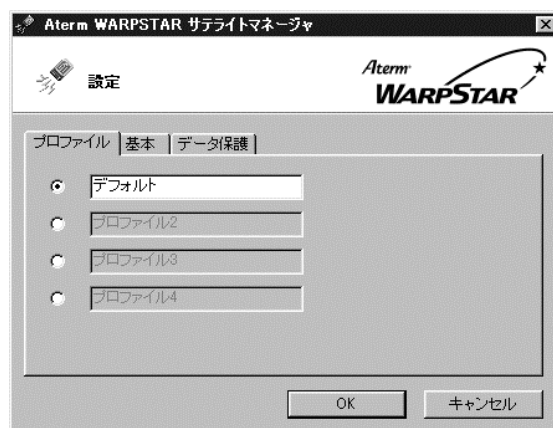 Aterm WARPSTAR サテライトマネージャ
設定
Aterm
WARPSTAR
プロファイル 基本 データ保護
デフォルト
プロファイル2
プロファイル3
プロファイル4
OK キャンセル